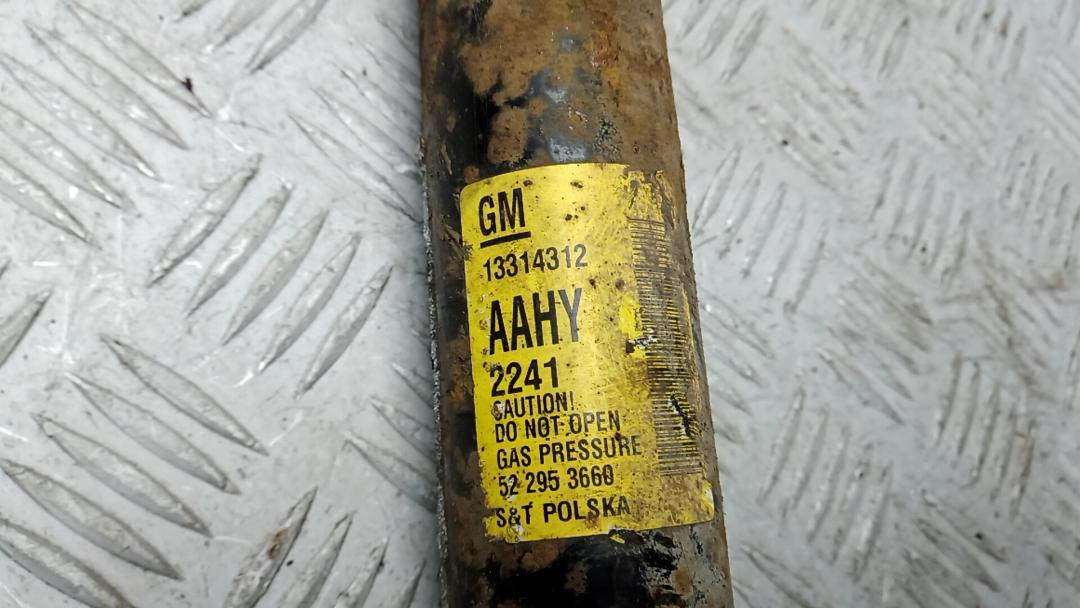 GM
13314312
AAHY
2241
CAUTION!
DO NOT OPEN
GAS PRESSURE
52 295 3660
S&T POLSKA